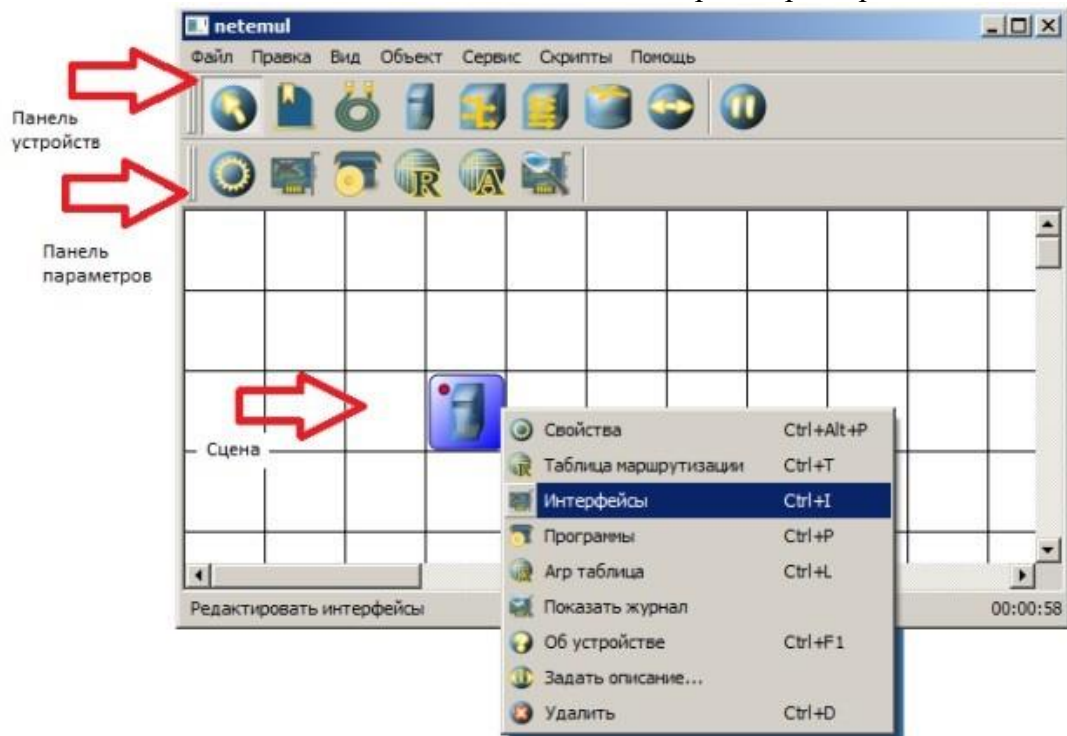 netemul
Файл Правка Вид Объект Сервис Скрипты Помощь
Панель
устройств
R A
Панель
параметров
Сцена
Свойства Ctrl+Alt+P
Таблица маршрутизации Ctrl+T
Интерфейсы Ctrl+I
Программы Ctrl+P
Arp таблица Ctrl+L
Показать журнал
Об устройстве Ctrl+F1
Задать описание...
Удалить Ctrl+D
Редактировать интерфейсы 00:00:58